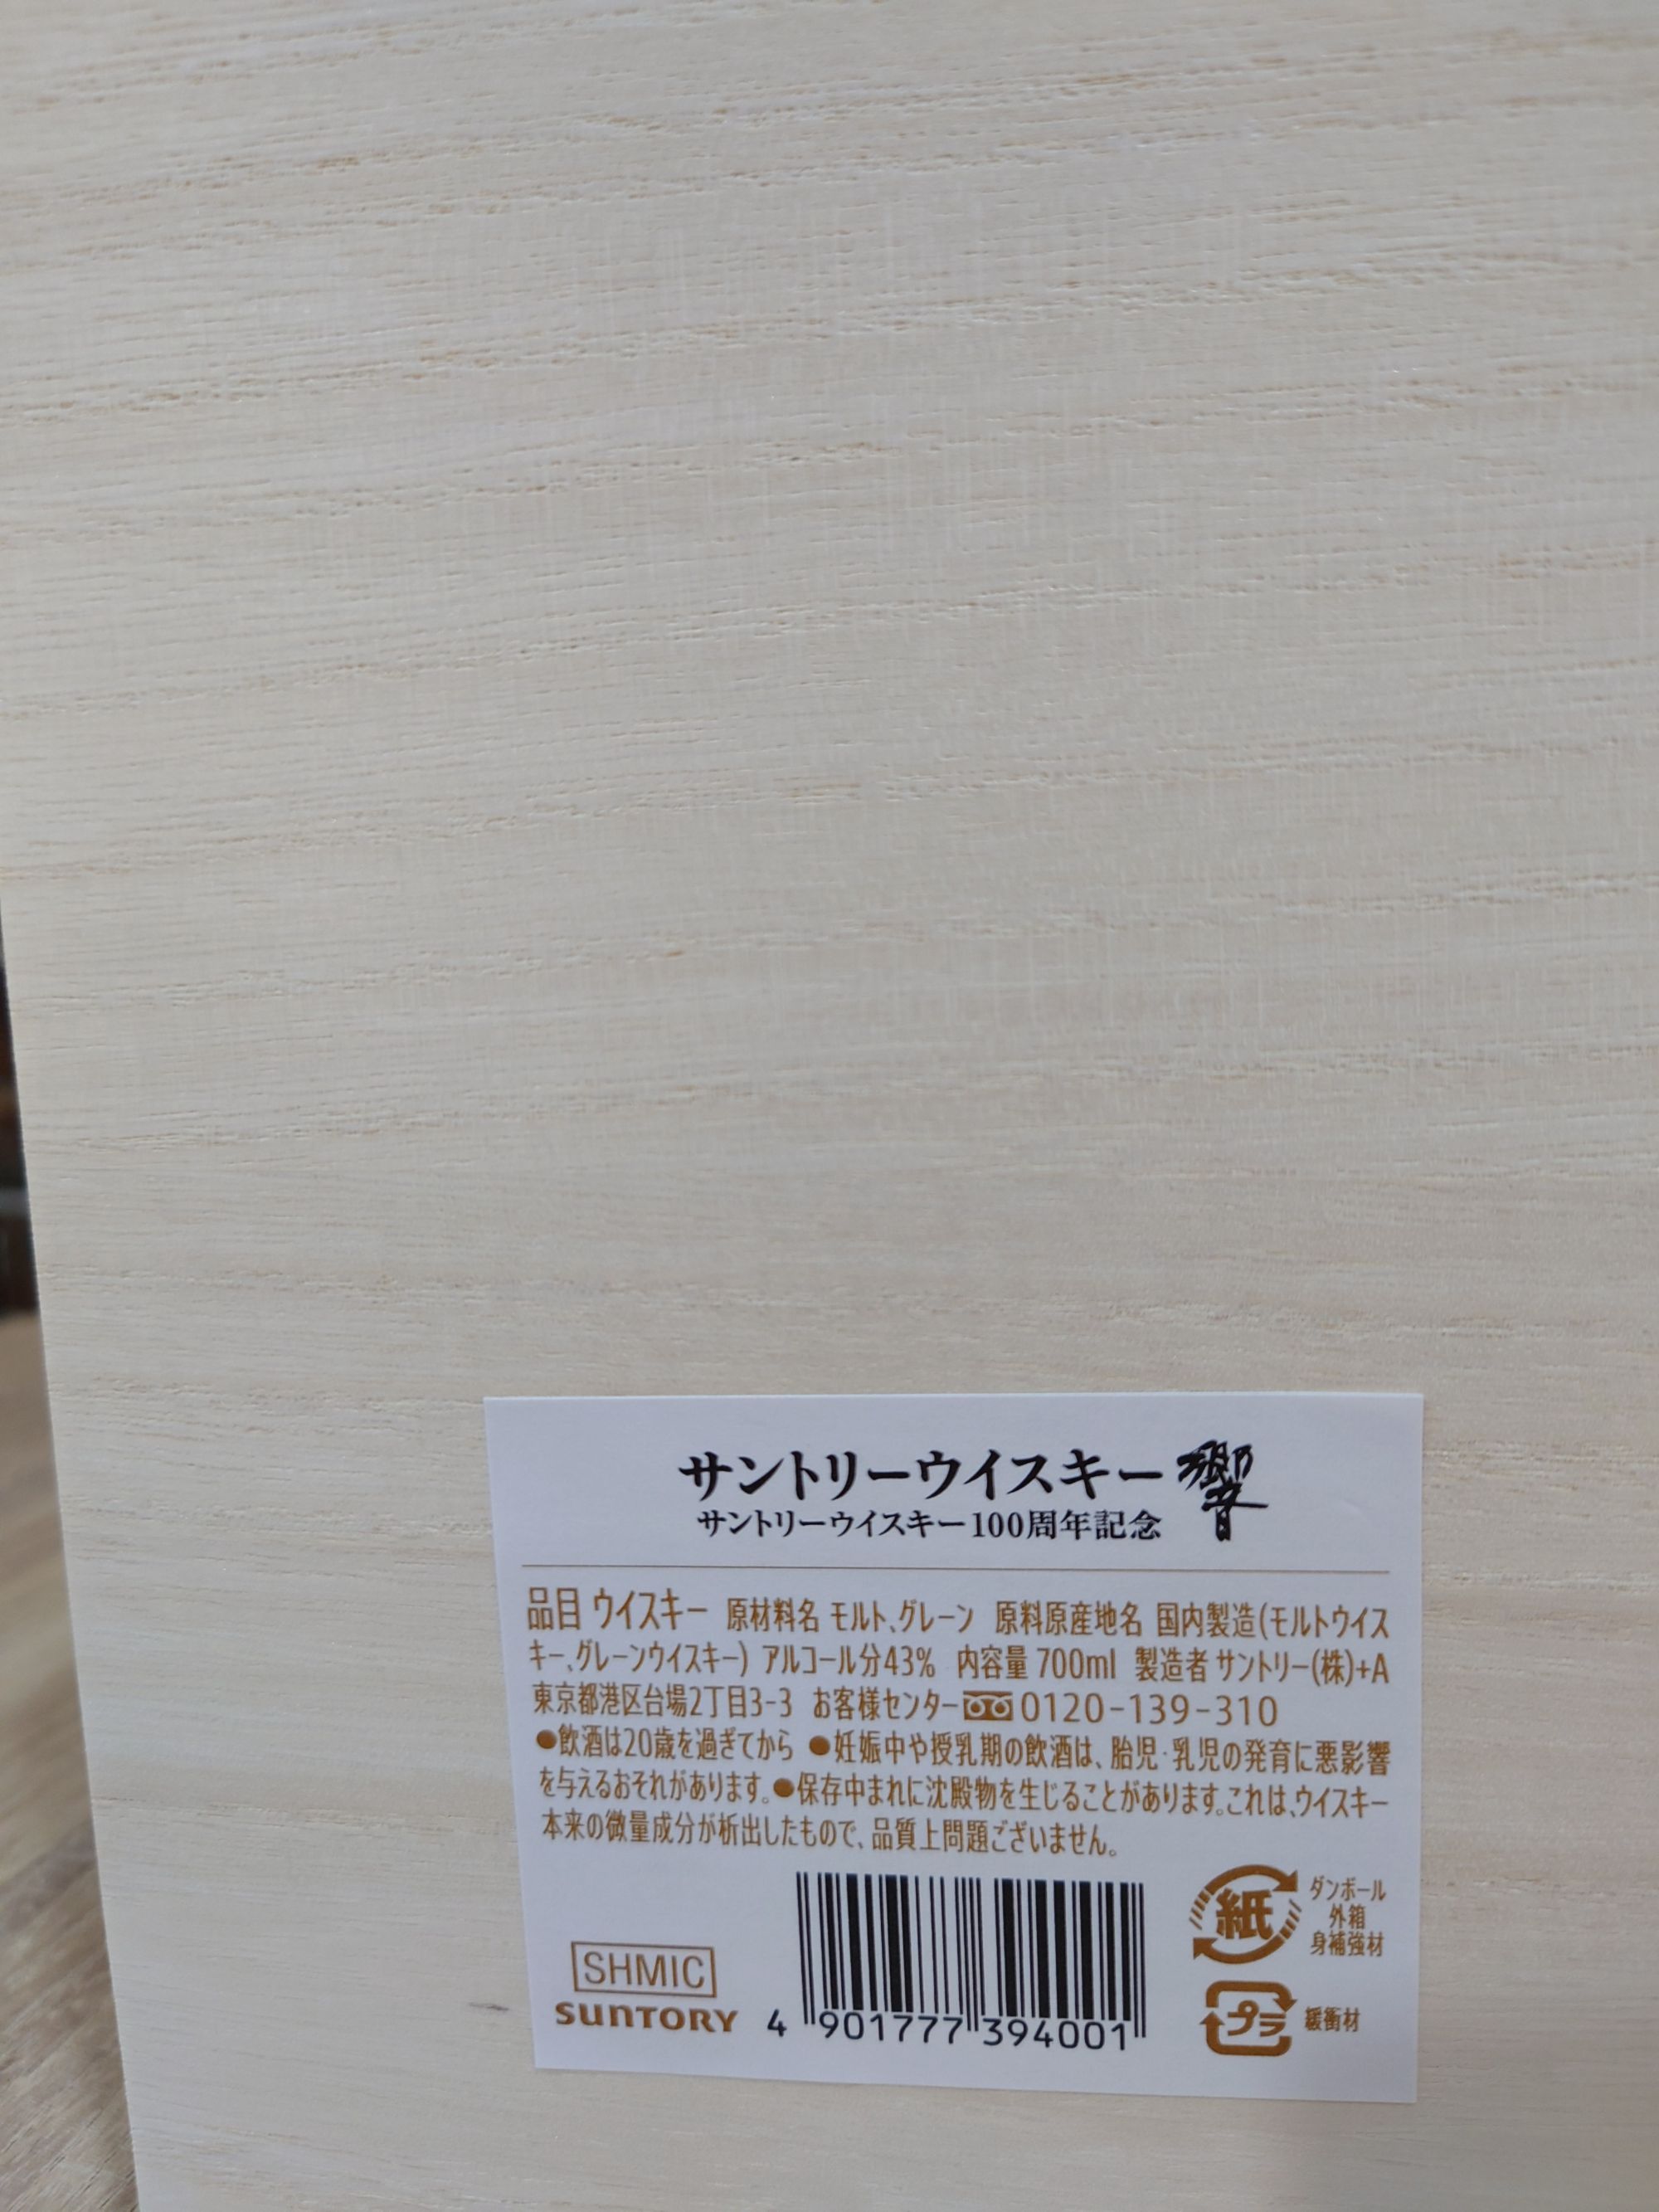 サントリーウイスキー響
サントリーウイスキー100周年記念
品目 ウイスキー 原材料名 モルト、グレーン 原料原産地名 国内製造(モルトウイス
キー、グレーンウイスキー) アルコール分43% 内容量 700ml 製造者 サントリー(株)+A
東京都港区台場2丁目3-3 お客様センター 0120-139-310
●飲酒は20歳を過ぎてから ●妊娠中や授乳期の飲酒は、胎児・乳児の発育に悪影響
を与えるおそれがあります。●保存中まれに沈殿物を生じることがあります。これは、ウイスキー
本来の微量成分が析出したもので、品質上問題ございません。
SHMIC
SUNTORY
4 901777 394001
紙
ダンボール
外箱
身補強材
プラ
緩衝材